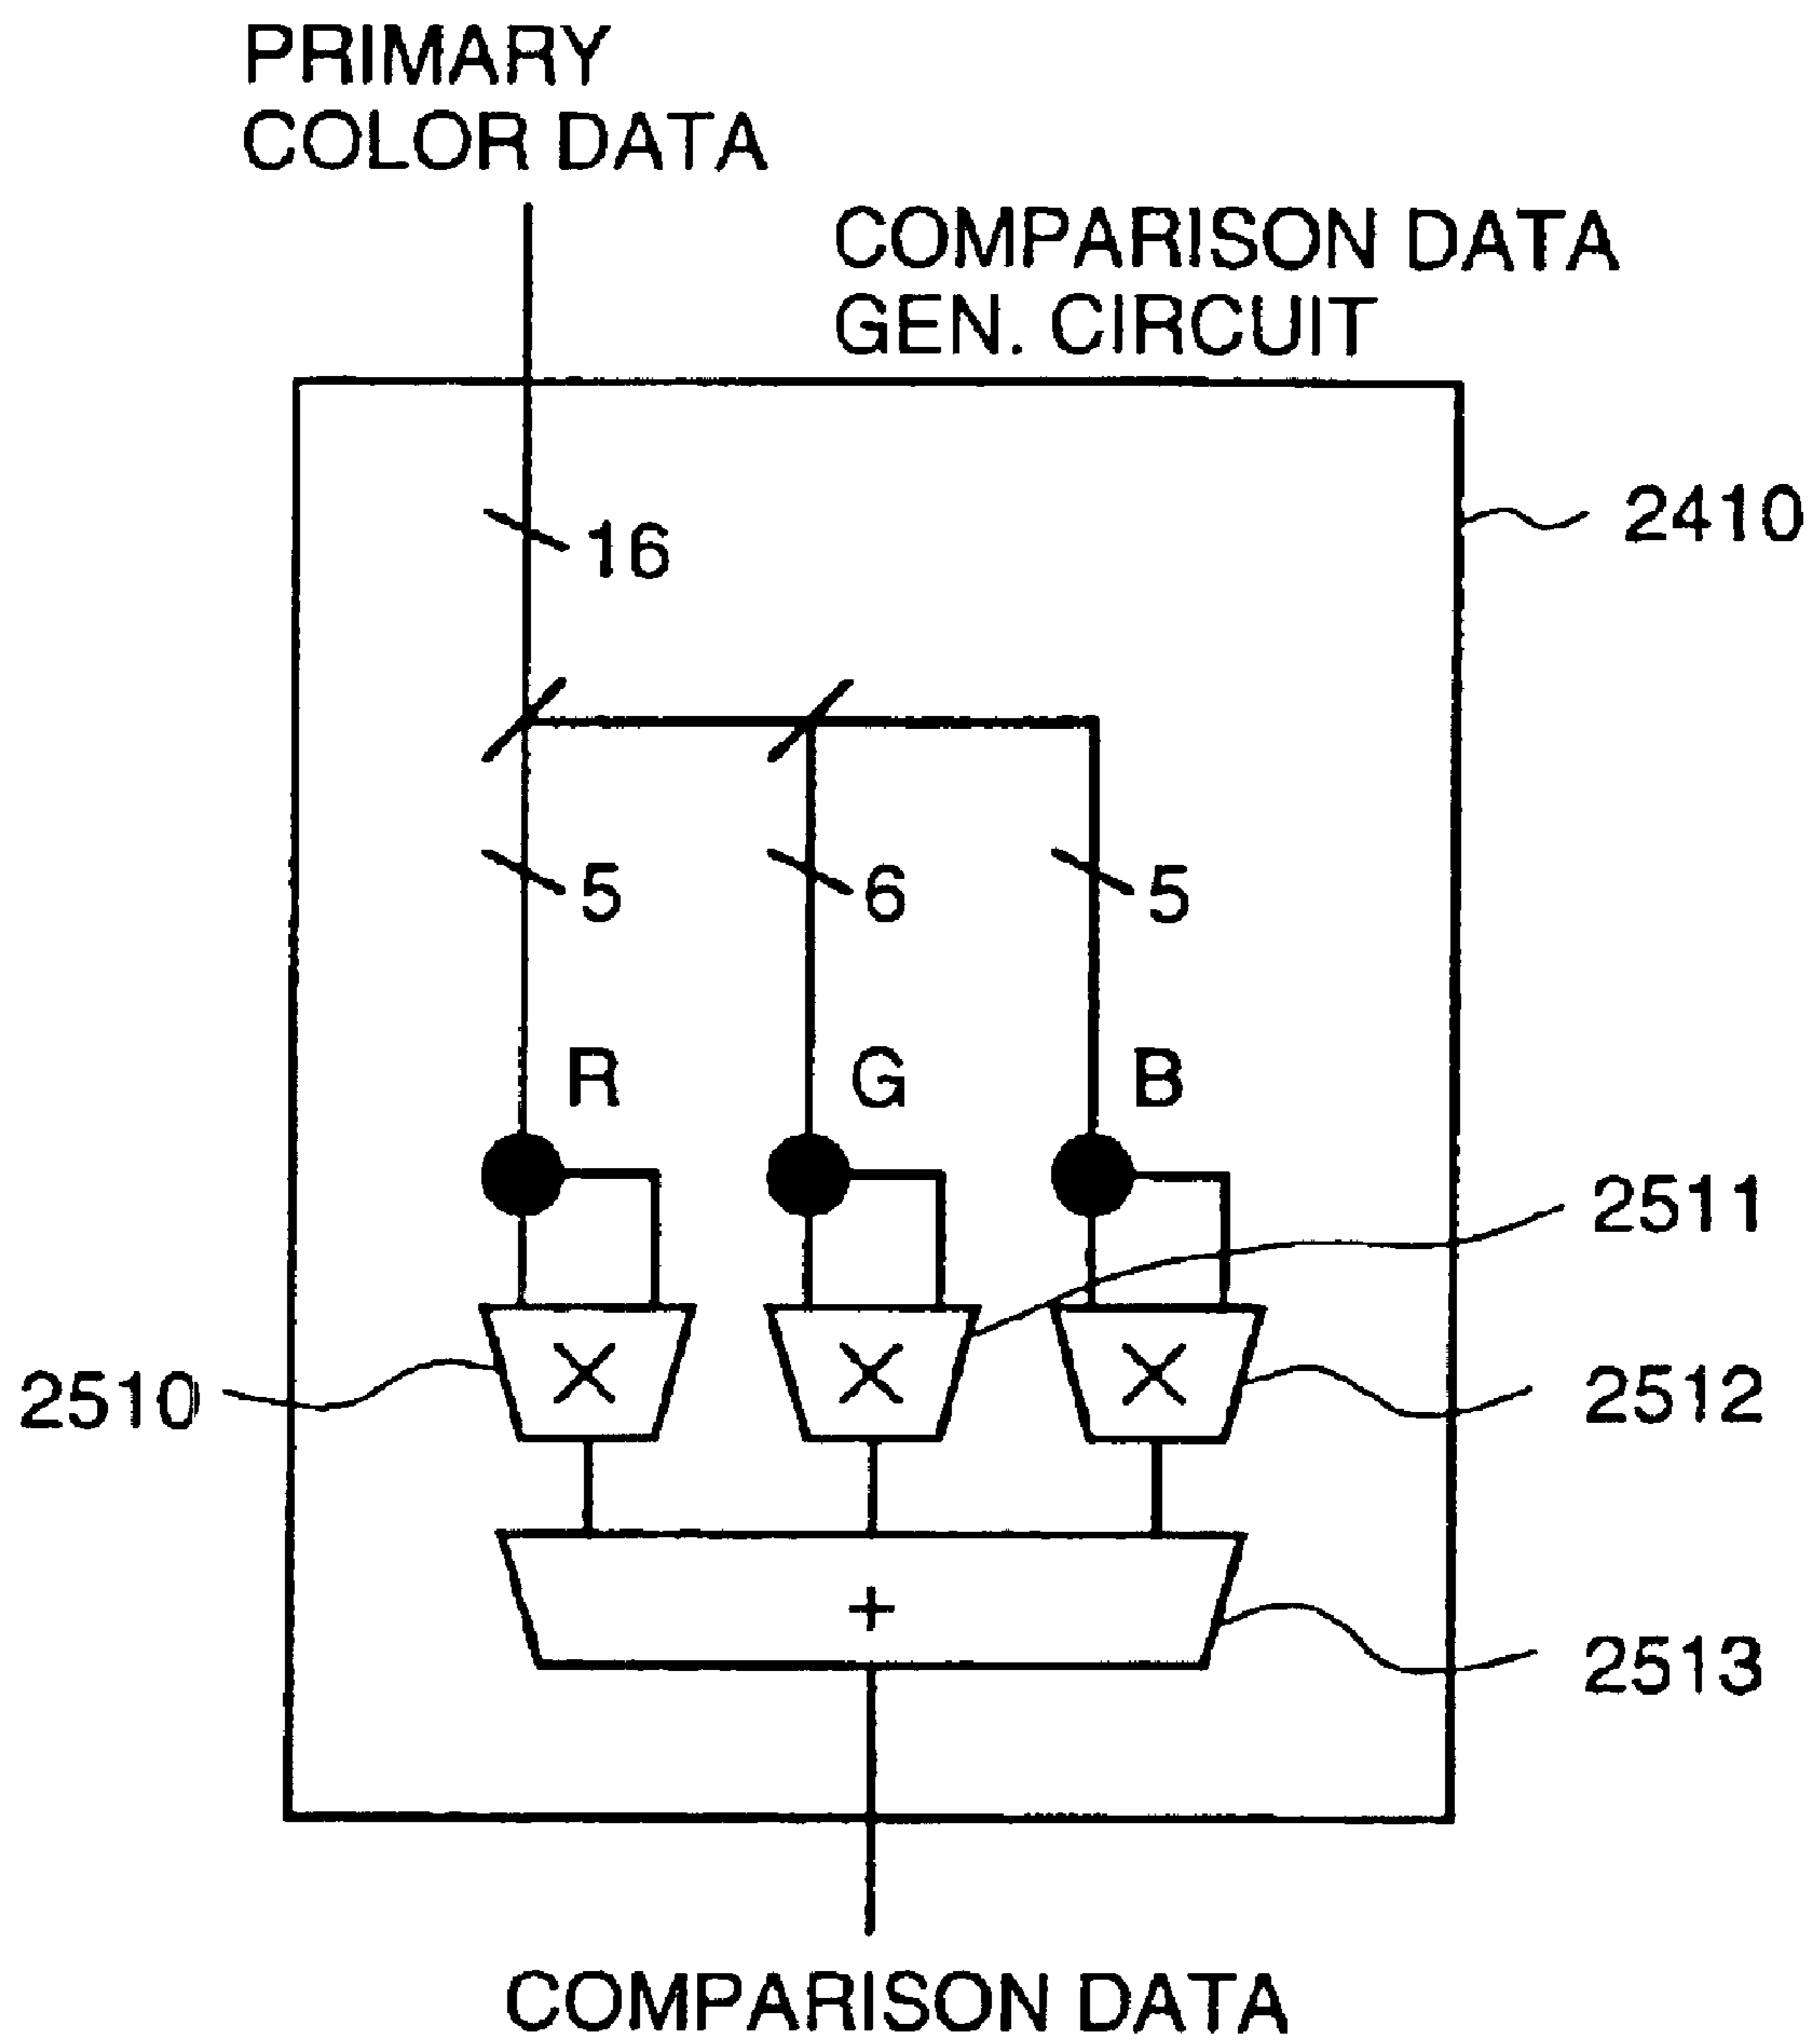 PRIMARY
COLOR DATA
COMPARISON DATA
GEN. CIRCUIT
2410
16
5 6 5
R G B
2511
2510
2512
2513
+
COMPARISON DATA